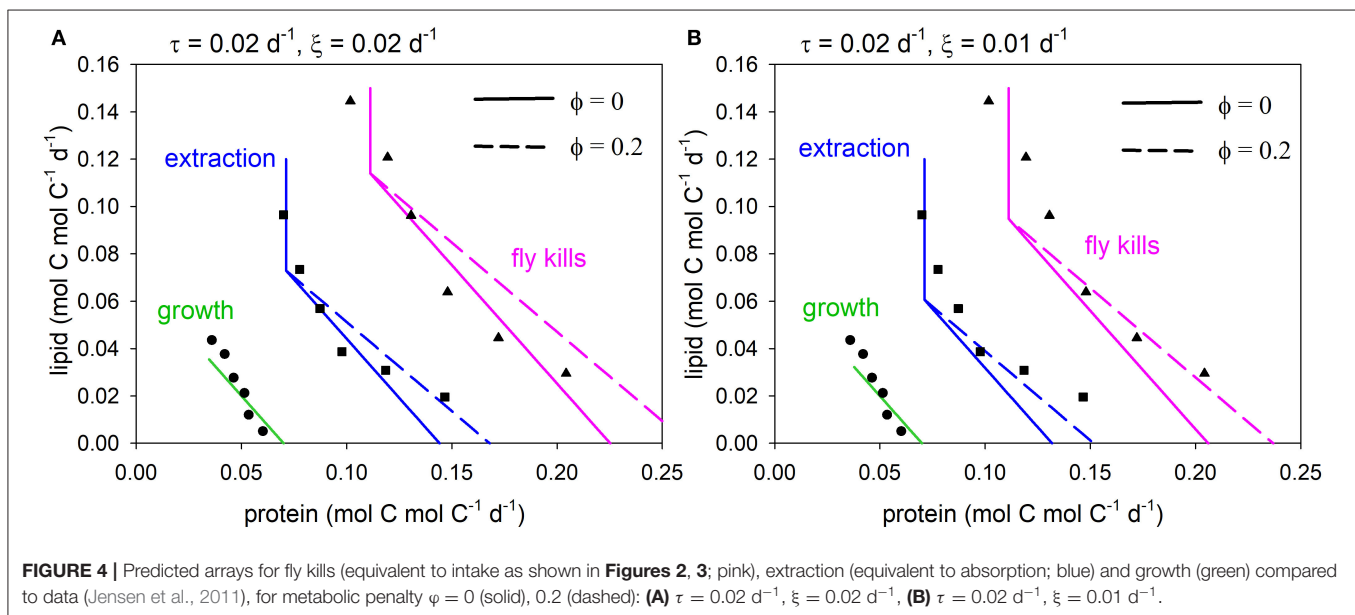 A
τ = 0.02 d⁻¹, ξ = 0.02 d⁻¹
0.16
0.14
0.12
0.10
0.08
0.06
0.04
0.02
0.00
lipid (mol C mol C⁻¹ d⁻¹)
ϕ = 0
ϕ = 0.2
extraction
fly kills
growth
0.00 0.05 0.10 0.15 0.20 0.25
protein (mol C mol C⁻¹ d⁻¹)
B
τ = 0.02 d⁻¹, ξ = 0.01 d⁻¹
0.16
0.14
0.12
0.10
0.08
0.06
0.04
0.02
0.00
lipid (mol C mol C⁻¹ d⁻¹)
ϕ = 0
ϕ = 0.2
extraction
fly kills
growth
0.00 0.05 0.10 0.15 0.20 0.25
protein (mol C mol C⁻¹ d⁻¹)
FIGURE 4 | Predicted arrays for fly kills (equivalent to intake as shown in Figures 2, 3; pink), extraction (equivalent to absorption; blue) and growth (green) compared
to data (Jensen et al., 2011), for metabolic penalty φ = 0 (solid), 0.2 (dashed): (A) τ = 0.02 d⁻¹, ξ = 0.02 d⁻¹, (B) τ = 0.02 d⁻¹, ξ = 0.01 d⁻¹.